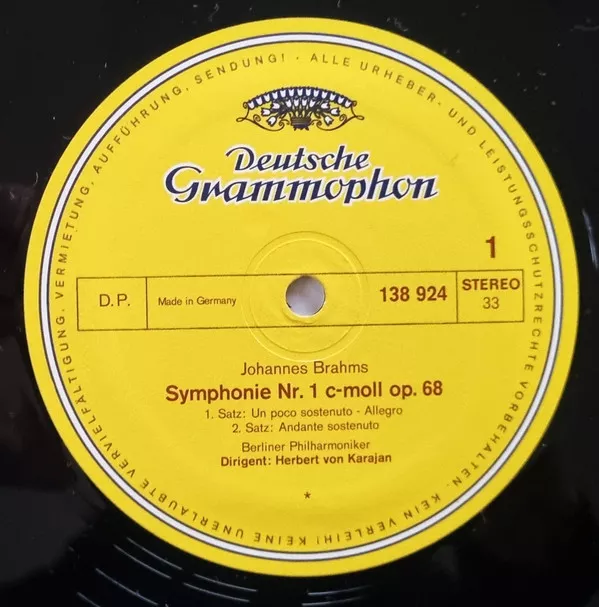 ALLE URHEBER- UND LEISTUNGSSCHUTZRECHTE VORBEHALTEN· KEIN VERLEIH! KEINE UNERLAUBTE VERVIELFÄLTIGUNG, VERMIETUNG, AUFFÜHRUNG, SENDUNG! ·
Deutsche
Grammophon
1
D.P.
Made in Germany
138 924
STEREO
33
Johannes Brahms
Symphonie Nr. 1 c-moll op. 68
1. Satz: Un poco sostenuto - Allegro
2. Satz: Andante sostenuto
Berliner Philharmoniker
Dirigent: Herbert von Karajan
*